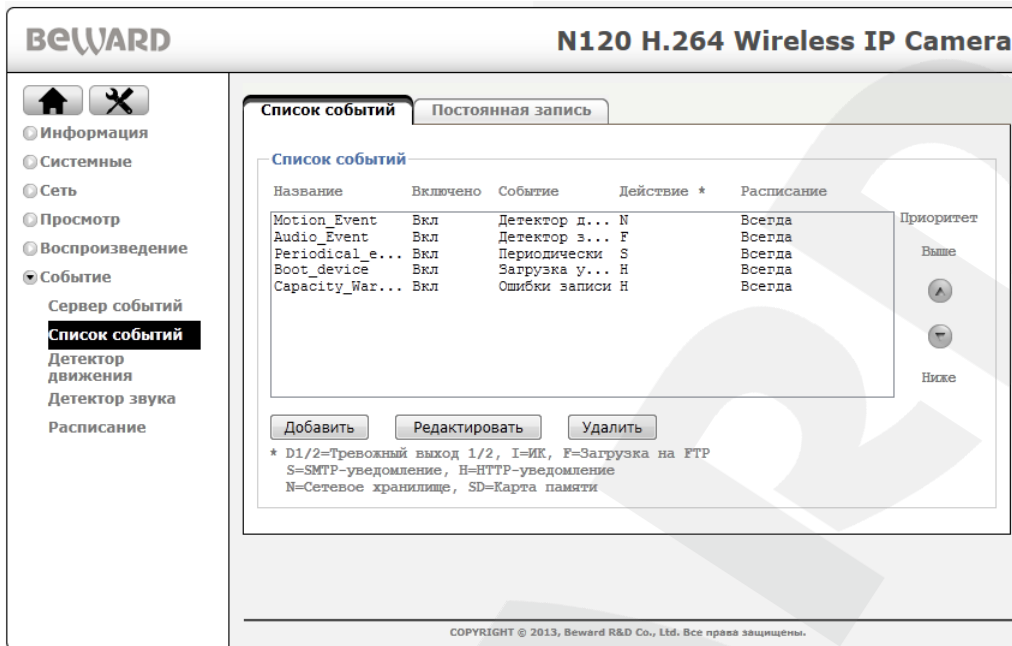 BEWARD
N120 H.264 Wireless IP Camera
Информация
Системные
Сеть
Просмотр
Воспроизведение
Событие
Сервер событий
Список событий
Детектор
движения
Детектор звука
Расписание
Список событий Постоянная запись
Список событий
Название Включено Событие Действие * Расписание
Motion_Event Вкл Детектор д... N Всегда
Audio_Event Вкл Детектор з... F Всегда
Periodical_e... Вкл Периодически S Всегда
Boot_device Вкл Загрузка у... H Всегда
Capacity_War... Вкл Ошибки записи H Всегда
Приоритет
Выше
Ниже
Добавить Редактировать Удалить
* D1/2=Тревожный выход 1/2, I=ИК, F=Загрузка на FTP
S=SMTP-уведомление, H=HTTP-уведомление
N=Сетевое хранилище, SD=Карта памяти
COPYRIGHT © 2013, Beward R&D Co., Ltd. Все права защищены.